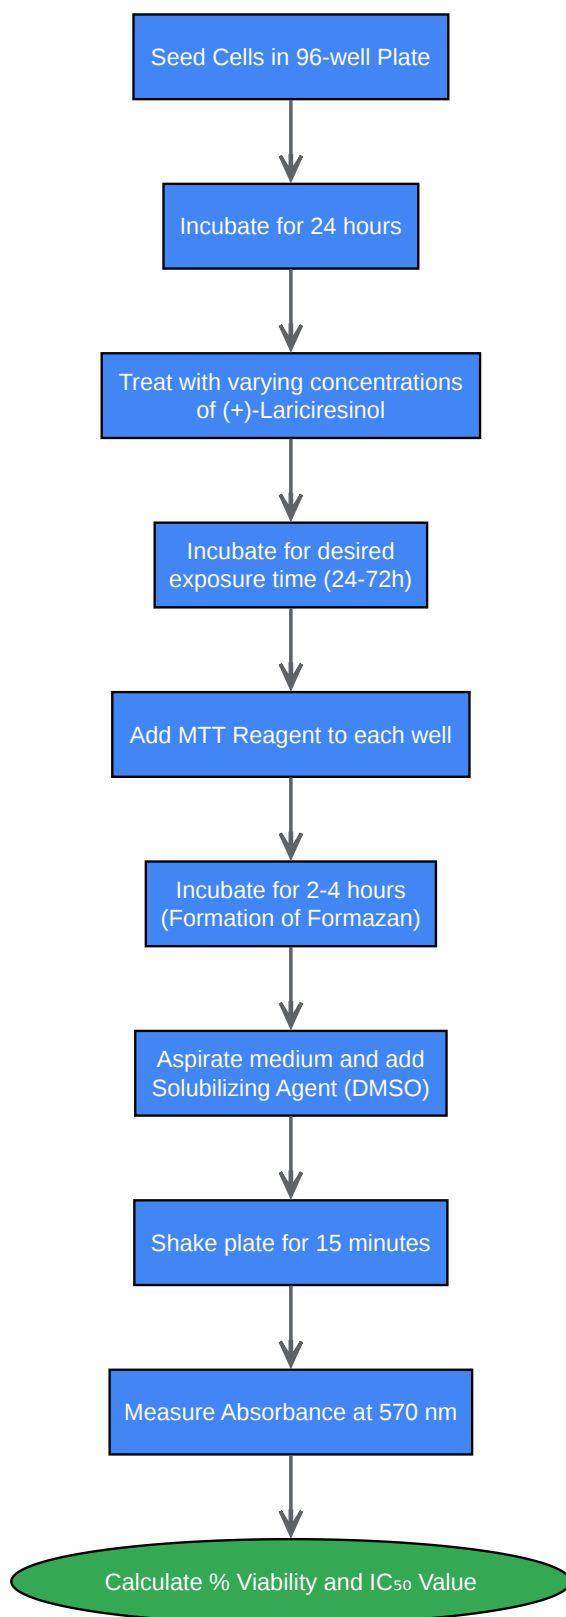 Seed Cells in 96-well Plate
Incubate for 24 hours
Treat with varying concentrations
of (+)-Lariciresinol
Incubate for desired
exposure time (24-72h)
Add MTT Reagent to each well
Incubate for 2-4 hours
(Formation of Formazan)
Aspirate medium and add
Solubilizing Agent (DMSO)
Shake plate for 15 minutes
Measure Absorbance at 570 nm
Calculate % Viability and IC₅₀ Value